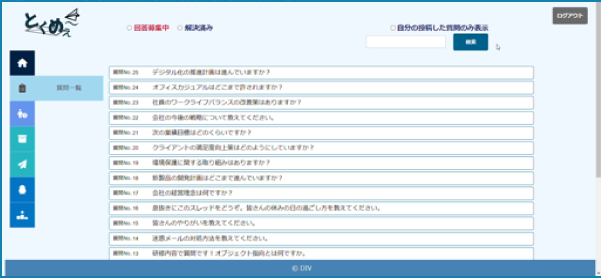 とくめぇ
ログアウト
回答募集中 解決済み
自分の投稿した質問のみ表示
検索
質問一覧
質問No. 25 デジタル化の推進計画は進んでいますか?
質問No. 24 オフィスカジュアルはどこまで許されますか?
質問No. 23 社員のワークライフバランスの改善策はありますか?
質問No. 22 会社の今後の戦略について教えてください。
質問No. 21 次の業績目標はどのくらいですか?
質問No. 20 クライアントの満足度向上策はどのようにしていますか?
質問No. 19 環境保護に関する取り組みはありますか?
質問No. 18 新製品の開発計画はどこまで進んでいますか?
質問No. 17 会社の経営理念は何ですか?
質問No. 16 息抜きにこのスレッドをどうぞ。皆さんの休みの日の過ごし方を教えてください。
質問No. 15 皆さんのやりがいを教えてください。
質問No. 14 迷惑メールの対処方法を教えてください。
質問No. 13 研修内容で質問です!オブジェクト指向とは何ですか。
© DIV